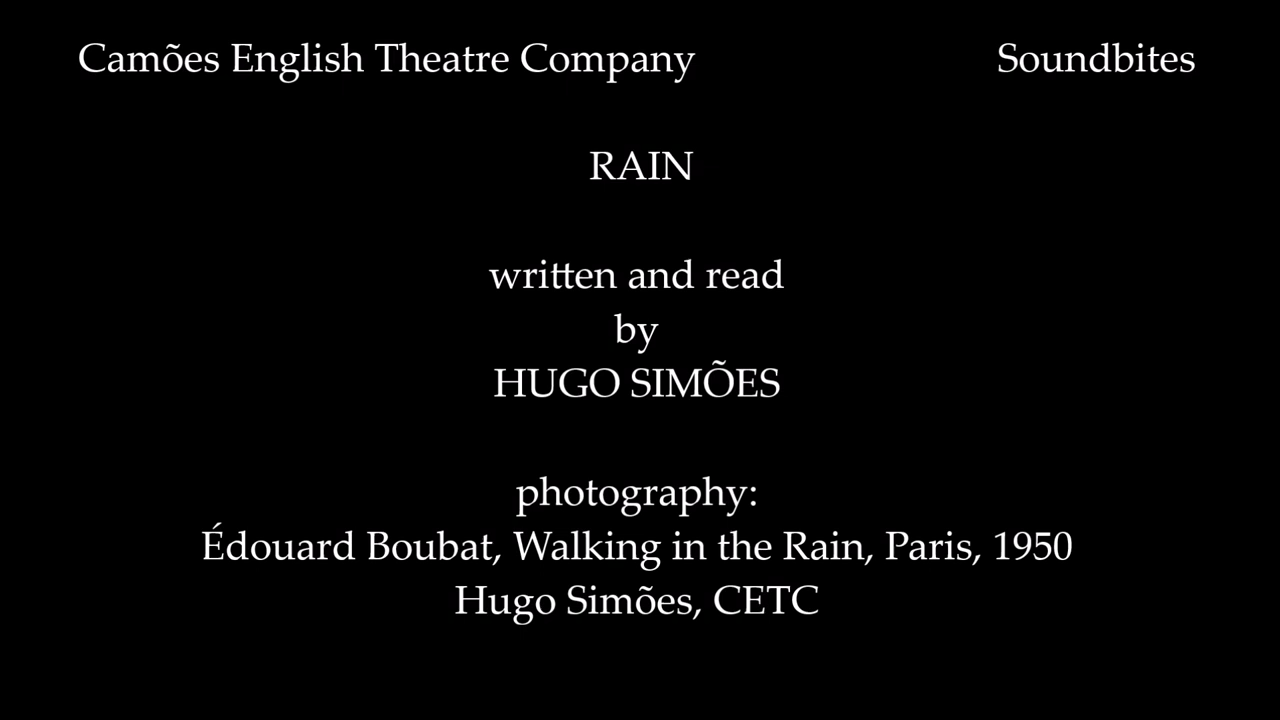 Camões English Theatre Company Soundbites
RAIN
written and read
by
HUGO SIMÕES
photography:
Édouard Boubat, Walking in the Rain, Paris, 1950
Hugo Simões, CETC